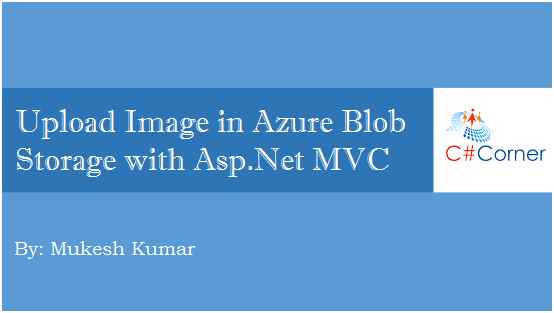 Upload Image in Azure Blob
Storage with Asp.Net MVC
C#Corner
By: Mukesh Kumar